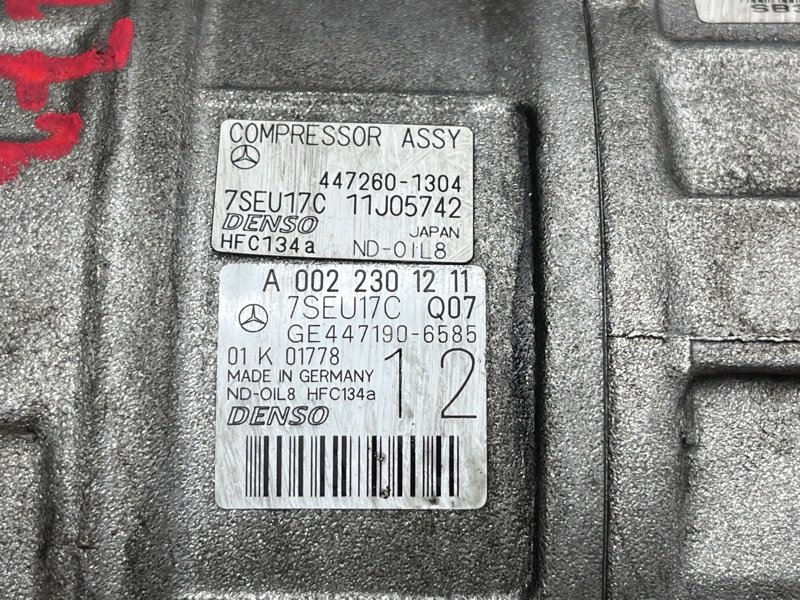 COMPRESSOR ASSY
447260-1304
7SEU17C 11J05742
DENSO JAPAN
HFC134a ND-OIL8
A 002 230 12 11
7SEU17C Q07
GE447190-6585
01 K 01778
MADE IN GERMANY
ND-OIL8 HFC134a
12
DENSO